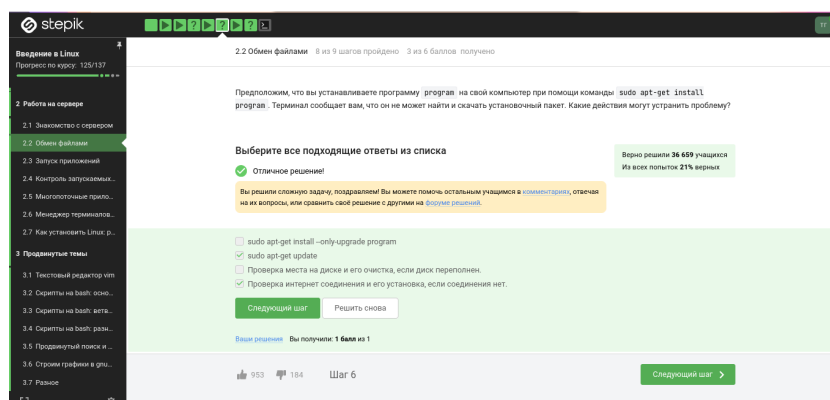 stepik
тг
Введение в Linux
Прогресс по курсу: 125/137
2.2 Обмен файлами 8 из 9 шагов пройдено 3 из 6 баллов получено
2 Работа на сервере
2.1 Знакомство с сервером
2.2 Обмен файлами
2.3 Запуск приложений
2.4 Контроль запускаемых...
2.5 Многопоточные прило...
2.6 Менеджер терминалов...
2.7 Как установить Linux: р...
3 Продвинутые темы
3.1 Текстовый редактор vim
3.2 Скрипты на bash: осно...
3.3 Скрипты на bash: ветв...
3.4 Скрипты на bash: разн...
3.5 Продвинутый поиск и ...
3.6 Строим графики в gnu...
3.7 Разное
Предположим, что вы устанавливаете программу program на свой компьютер при помощи команды sudo apt-get install
program. Терминал сообщает вам, что он не может найти и скачать установочный пакет. Какие действия могут устранить проблему?
Выберите все подходящие ответы из списка
Отличное решение!
Верно решили 36 659 учащихся
Из всех попыток 21% верных
Вы решили сложную задачу, поздравляем! Вы можете помочь остальным учащимся в комментариях, отвечая
на их вопросы, или сравнить своё решение с другими на форуме решений.
sudo apt-get install –only-upgrade program
sudo apt-get update
Проверка места на диске и его очистка, если диск переполнен.
Проверка интернет соединения и его установка, если соединения нет.
Следующий шаг
Решить снова
Ваши решения Вы получили: 1 балл из 1
953 184 Шаг 6
Следующий шаг